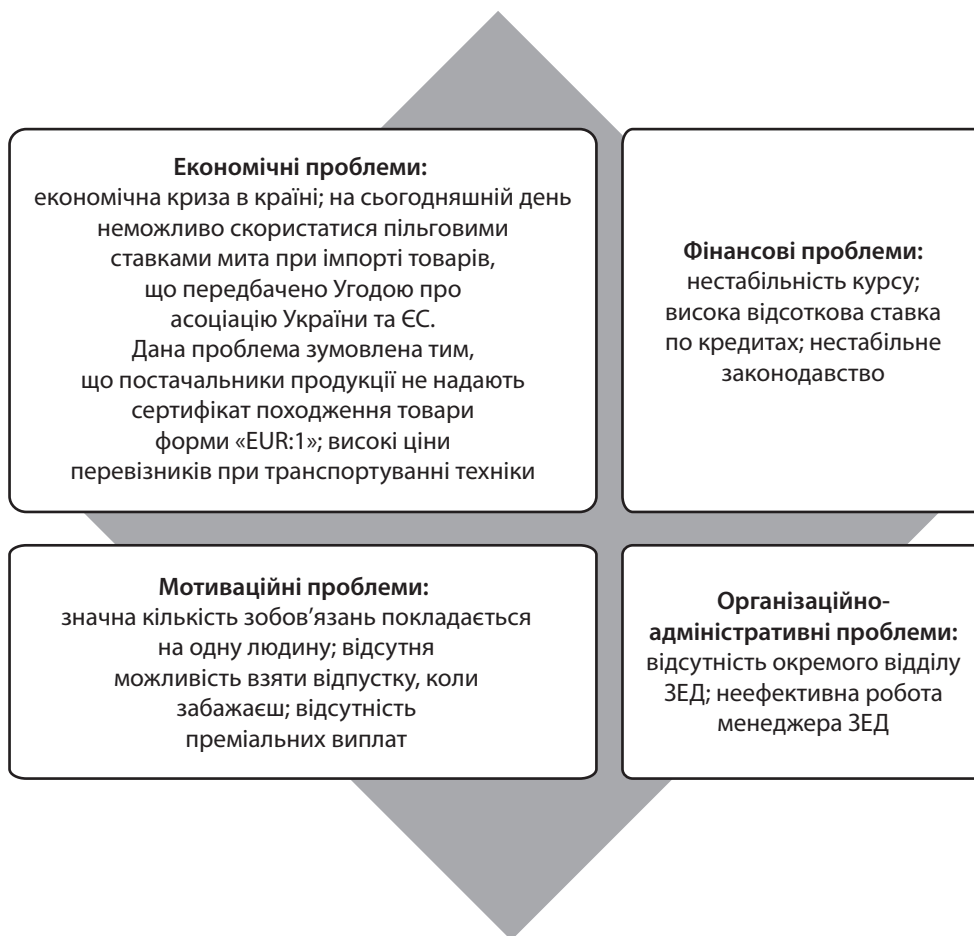 Економічні проблеми:
економічна криза в країні; на сьогодняшній день
неможливо скористатися пільговими
ставками мита при імпорті товарів,
що передбачено Угодою про
асоціацію України та ЄС.
Дана проблема зумовлена тим,
що постачальники продукції не надають
сертифікат походження товари
форми «EUR:1»; високі ціни
перевізників при транспортуванні техніки
Фінансові проблеми:
нестабільність курсу;
висока відсоткова ставка
по кредитах; нестабільне
законодавство
Мотиваційні проблеми:
значна кількість зобов’язань покладається
на одну людину; відсутня
можливість взяти відпустку, коли
забажаєш; відсутність
преміальних виплат
Організаційно-
адміністративні проблеми:
відсутність окремого відділу
ЗЕД; неефективна робота
менеджера ЗЕД